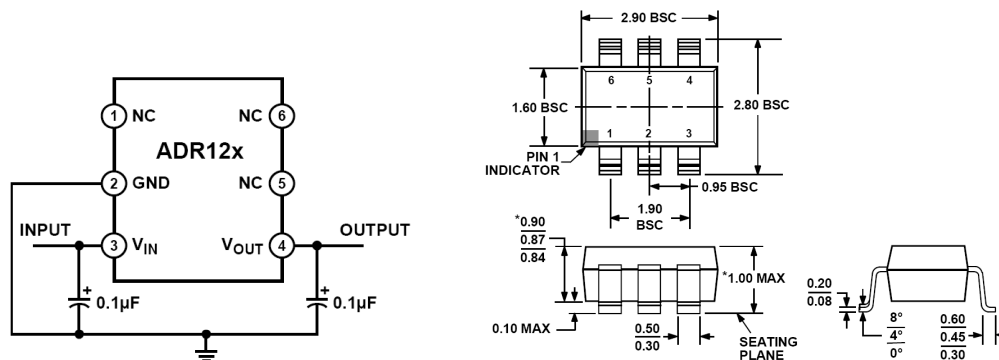 1 NC
NC 6
ADR12x
2 GND
NC 5
INPUT
3 VIN
VOUT 4
OUTPUT
+
0.1µF
+
0.1µF
2.90 BSC
6 5 4
1.60 BSC
2.80 BSC
1 2 3
PIN 1
INDICATOR
0.95 BSC
1.90
BSC
*0.90
0.87
0.84
*1.00 MAX
0.10 MAX
0.50
0.30
SEATING
PLANE
0.20
0.08
8°
4°
0°
0.60
0.45
0.30